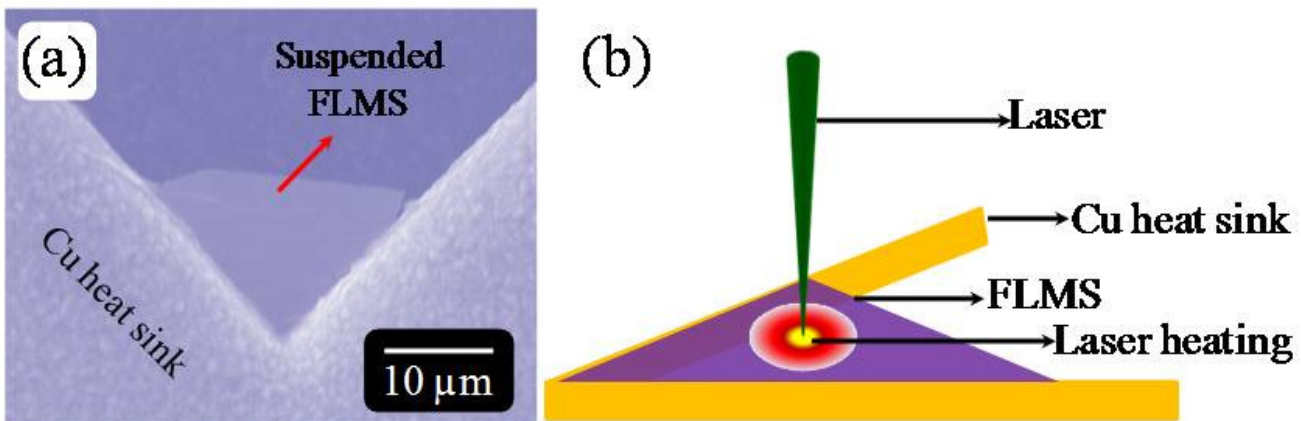 (a)
Suspended
FLMS
Cu heat sink
10 µm
(b)
Laser
Cu heat sink
FLMS
Laser heating